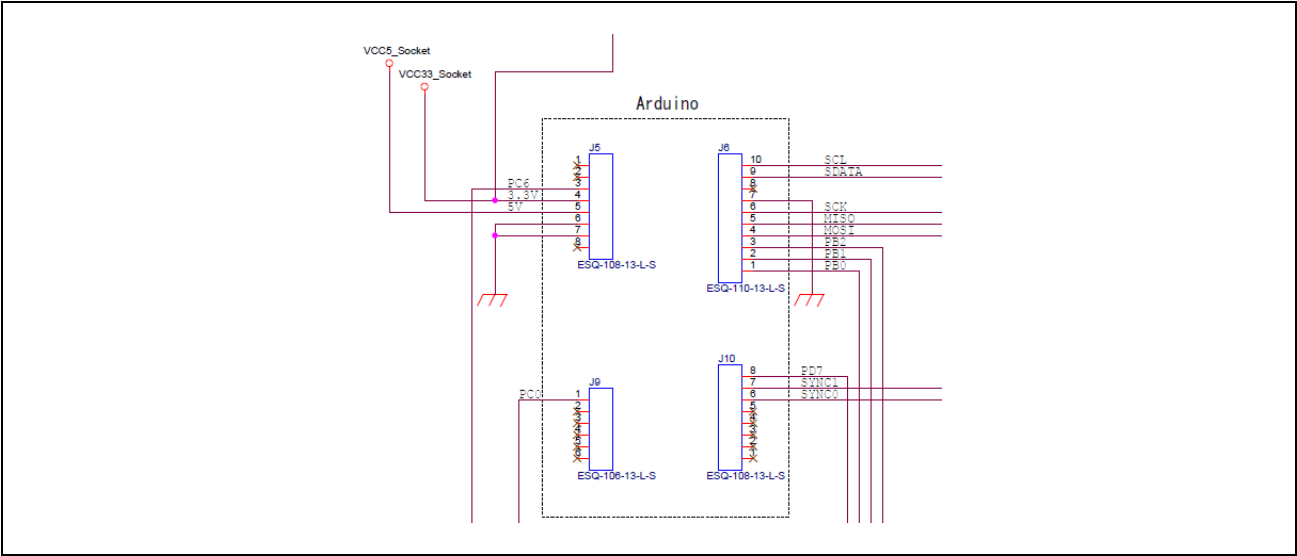 VCC5_Socket
VCC33_Socket
Arduino
J5
1
2
PC6 3
3.3V 4
5V 5
6
7
8
ESQ-108-13-L-S
J6
10 SCL
9 SDATA
8
7
6 SCK
5 MISO
4 MOSI
3 PB2
2 PB1
1 PB0
ESQ-110-13-L-S
J9
PC0 1
2
3
4
5
6
ESQ-106-13-L-S
J10
8 PD7
7 SYNC1
6 SYNC0
5
4
3
2
1
ESQ-108-13-L-S